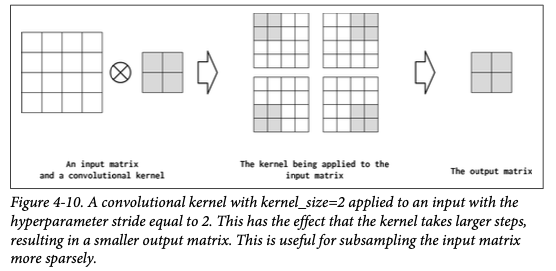 An input matrix
and a convolutional kernel
The kernel being applied to the
input matrix
The output matrix
Figure 4-10. A convolutional kernel with kernel_size=2 applied to an input with the
hyperparameter stride equal to 2. This has the effect that the kernel takes larger steps,
resulting in a smaller output matrix. This is useful for subsampling the input matrix
more sparsely.